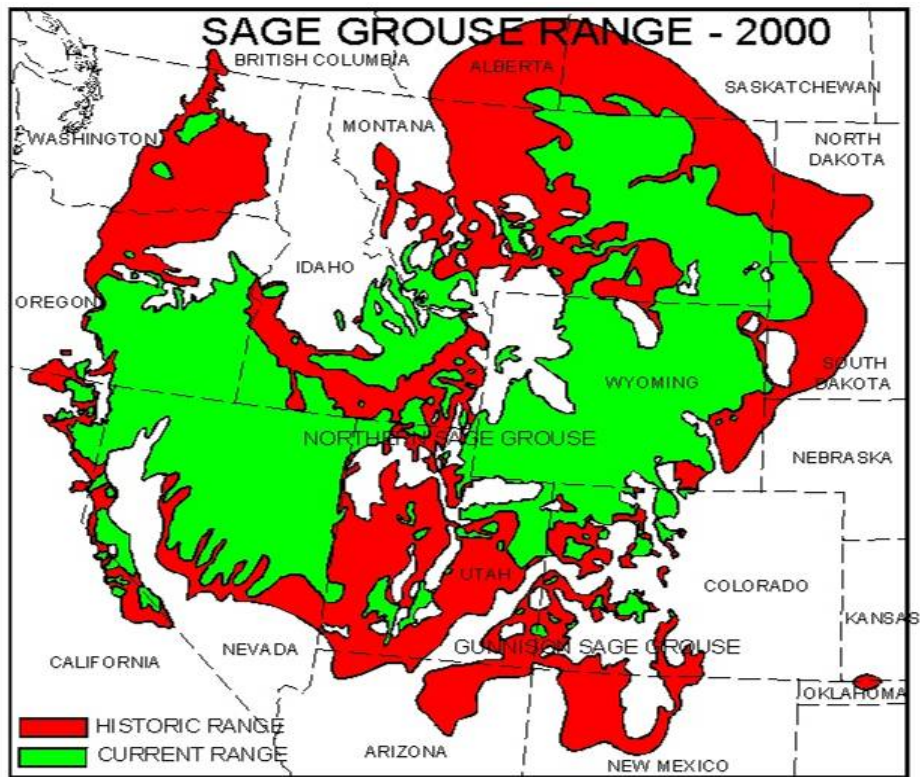 SAGE GROUSE RANGE - 2000
BRITISH COLUMBIA
ALBERTA
SASKATCHEWAN
WASHINGTON
MONTANA
NORTH
DAKOTA
IDAHO
OREGON
WYOMING
SOUTH
DAKOTA
NORTHERN SAGE GROUSE
NEBRASKA
UTAH
COLORADO
KANSAS
GUNNISON SAGE GROUSE
NEVADA
CALIFORNIA
OKLAHOMA
HISTORIC RANGE
CURRENT RANGE
ARIZONA
NEW MEXICO